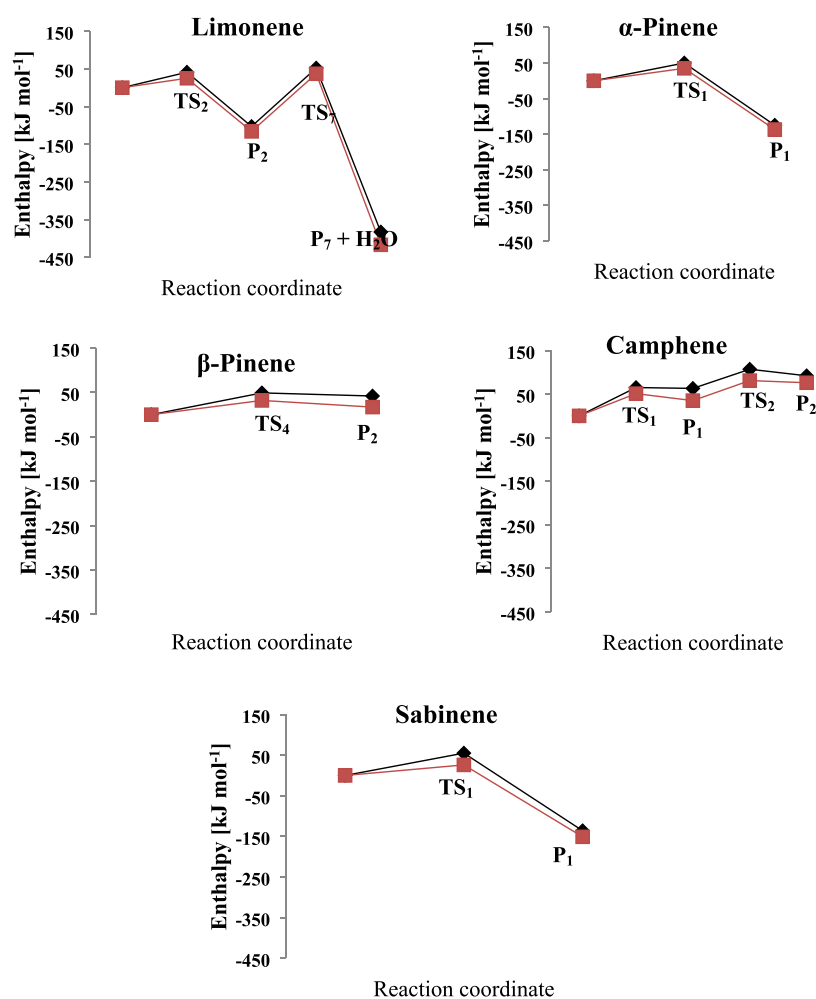 Limonene
Enthalpy [kJ mol⁻¹]
150
50
-50
-150
-250
-350
-450
TS₂
P₂
TS₇
P₇ + H₂O
Reaction coordinate
α-Pinene
Enthalpy [kJ mol⁻¹]
150
50
-50
-150
-250
-350
-450
TS₁
P₁
Reaction coordinate
β-Pinene
Enthalpy [kJ mol⁻¹]
150
50
-50
-150
-250
-350
-450
TS₄
P₂
Reaction coordinate
Camphene
Enthalpy [kJ mol⁻¹]
150
50
-50
-150
-250
-350
-450
TS₁
P₁
TS₂
P₂
Reaction coordinate
Sabinene
Enthalpy [kJ mol⁻¹]
150
50
-50
-150
-250
-350
-450
TS₁
P₁
Reaction coordinate